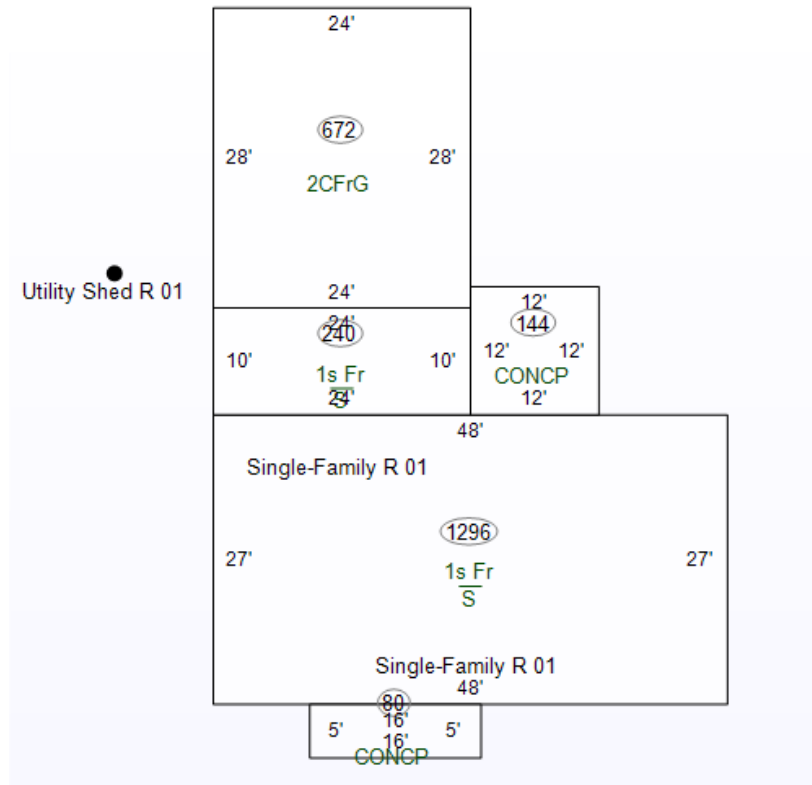 24'
672
28' 28'
2CFrG
Utility Shed R 01
24'
24'
240
10' 10'
1s Fr
S
24'
12'
144
12' 12'
CONCP
12'
48'
Single-Family R 01
1296
27' 27'
1s Fr
S
Single-Family R 01
48'
80
16'
5' 5'
16'
CONCP